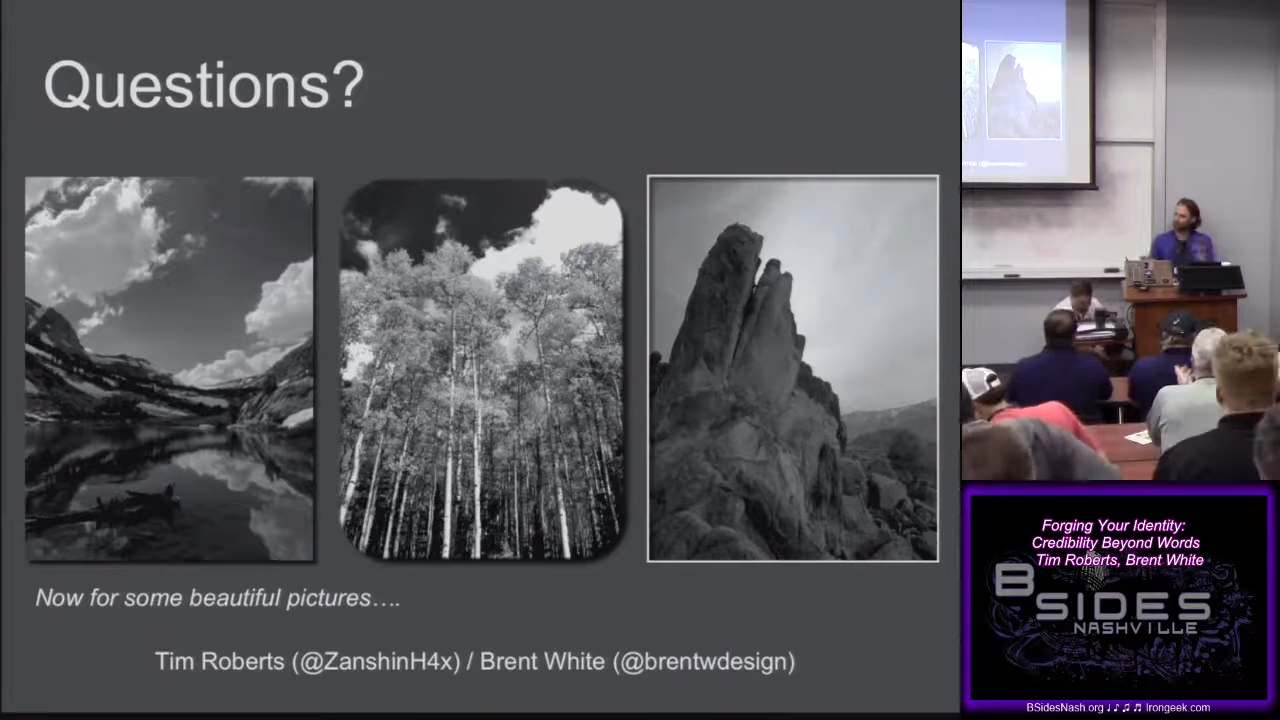 Questions?
Now for some beautiful pictures….
Tim Roberts (@ZanshinH4x) / Brent White (@brentwdesign)
Forging Your Identity:
Credibility Beyond Words
Tim Roberts, Brent White
BSIDES
NASHVILLE
BSidesNash.org ♩♪♫♬ Irongeek.com